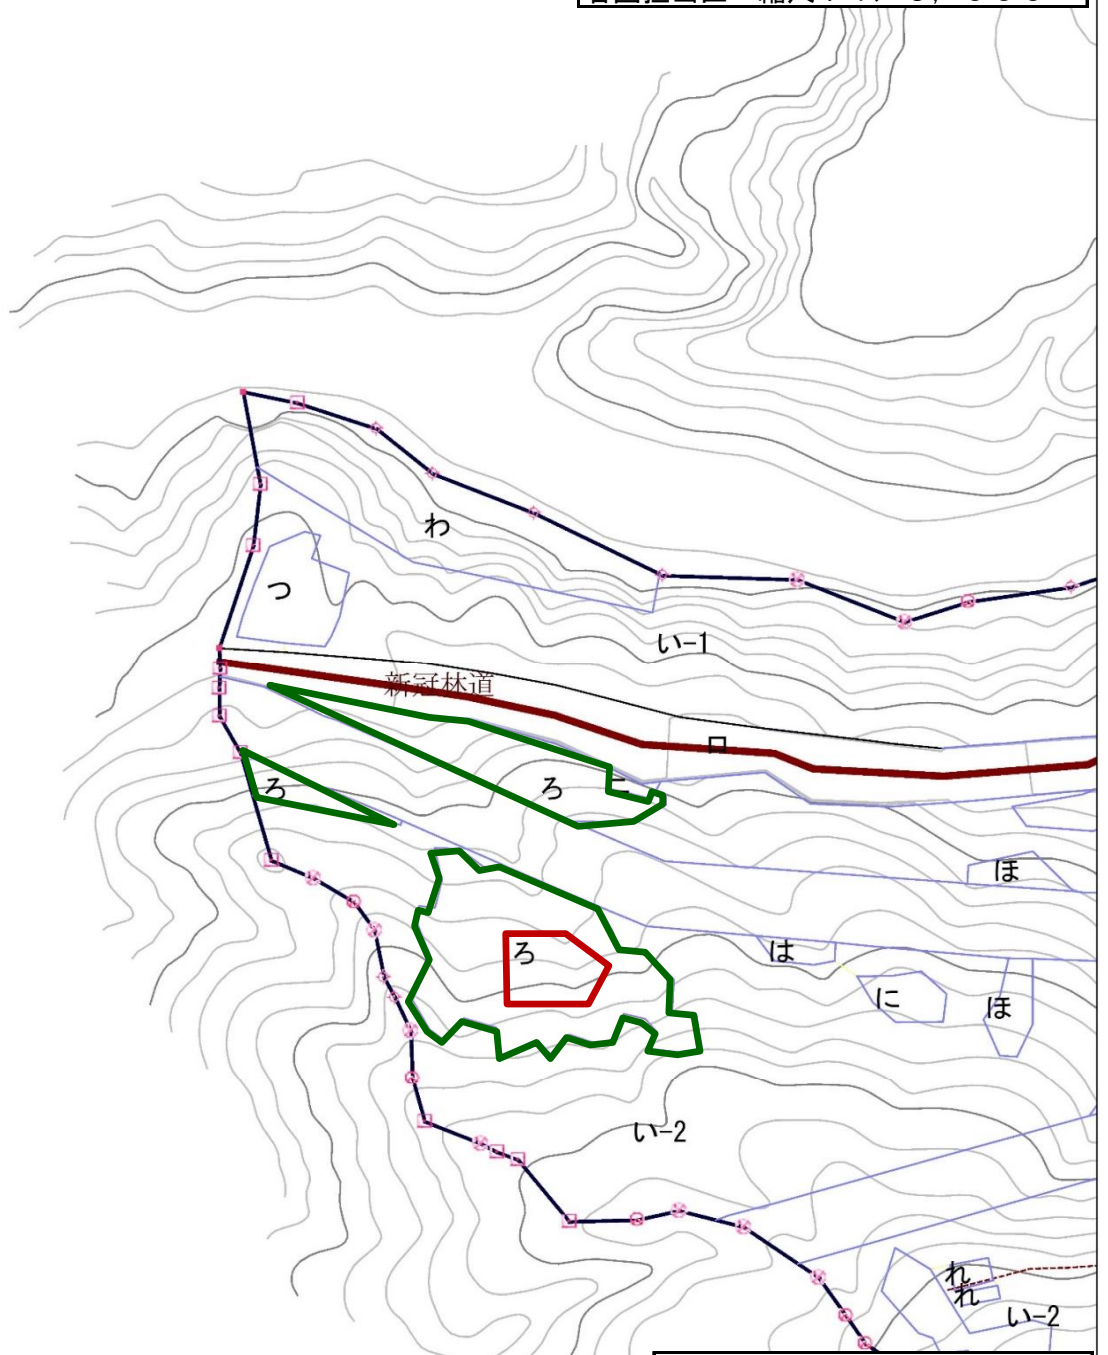 わ
つ
い-1
新冠林道
ロ
ろ
ろ
ニ
ほ
ろ
は
に
ほ
い-2
れ
れ
い-2